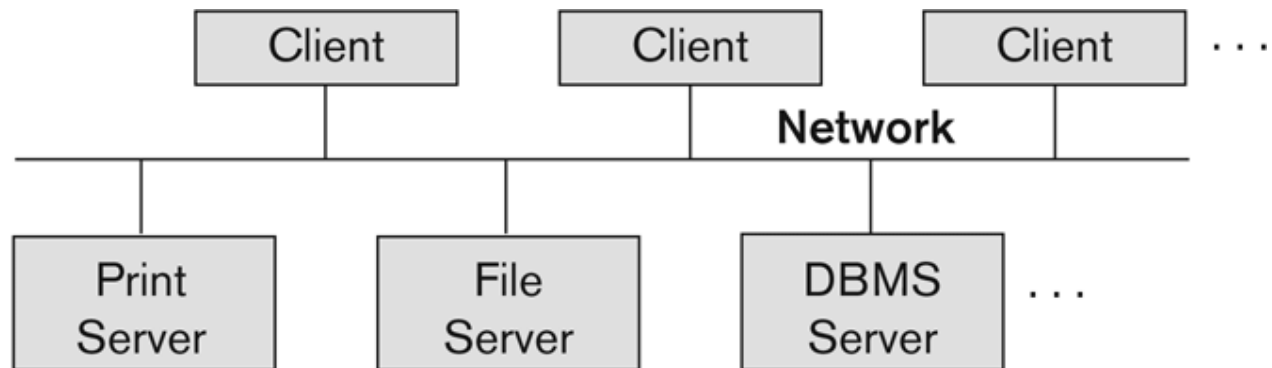 Client Client Client . . .
Network
Print File DBMS . . .
Server Server Server